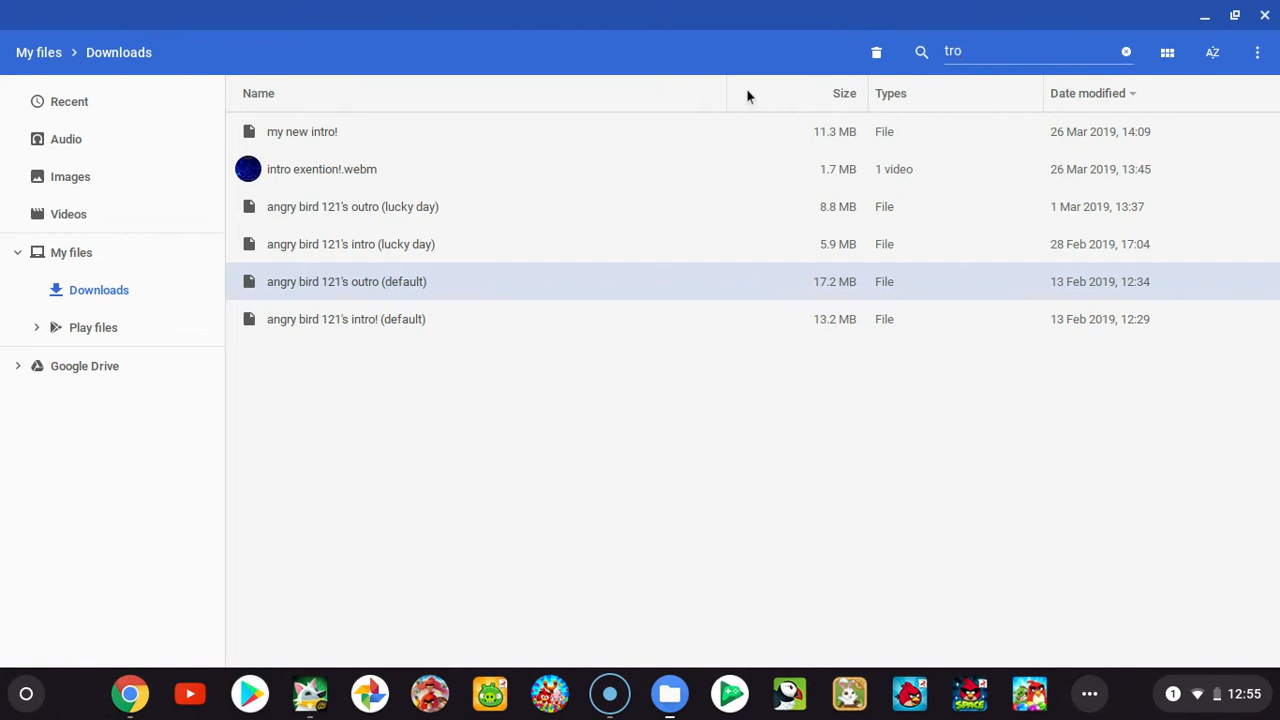 My files > Downloads
tro
AZ
Recent
Audio
Images
Videos
My files
Downloads
Play files
Google Drive
Name Size Types Date modified
my new intro! 11.3 MB File 26 Mar 2019, 14:09
intro exention!.webm 1.7 MB 1 video 26 Mar 2019, 13:45
angry bird 121's outro (lucky day) 8.8 MB File 1 Mar 2019, 13:37
angry bird 121's intro (lucky day) 5.9 MB File 28 Feb 2019, 17:04
angry bird 121's outro (default) 17.2 MB File 13 Feb 2019, 12:34
angry bird 121's intro! (default) 13.2 MB File 13 Feb 2019, 12:29
SPACE
1 12:55